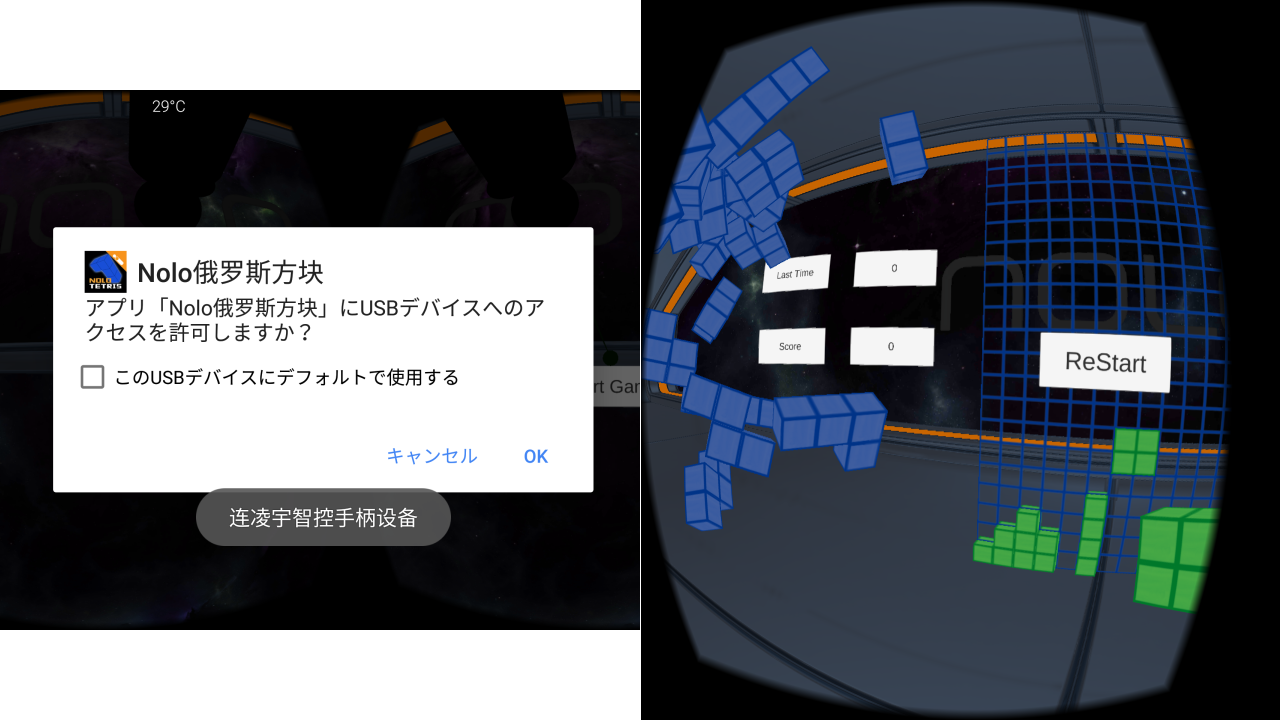 29°C
NOLO
TETRIS
Nolo俄罗斯方块
アプリ「Nolo俄罗斯方块」にUSBデバイスへのア
クセスを許可しますか？
このUSBデバイスにデフォルトで使用する
キャンセル
OK
连凌宇智控手柄设备
rt Gar
Last Time
0
Score
0
ReStart